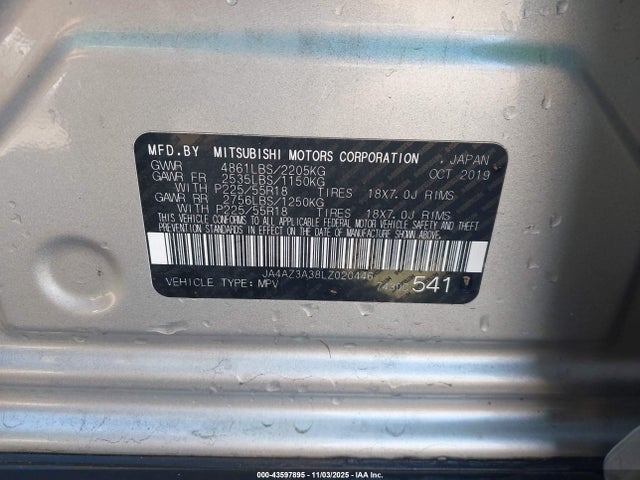 MFD.BY MITSUBISHI MOTORS CORPORATION , JAPAN
GVWR 4861LBS/2205KG OCT 2019
GAWR FR 2535LBS/1150KG
WITH P225/55R18 TIRES 18X7.0J RIMS
GAWR RR 2756LBS/1250KG
WITH P225/55R18 TIRES 18X7.0J RIMS
THIS VEHICLE CONFORMS TO ALL APPLICABLE FEDERAL MOTOR VEHICLE SAFETY AND THEFT
PREVENTION STANDARDS IN EFFECT ON THE DATE OF MANUFACTURE SHOWN ABOVE.
JA4AZ3A38LZ020446
VEHICLE TYPE:MPV 541
000-43597895 - 11/03/2025 - IAA Corp.